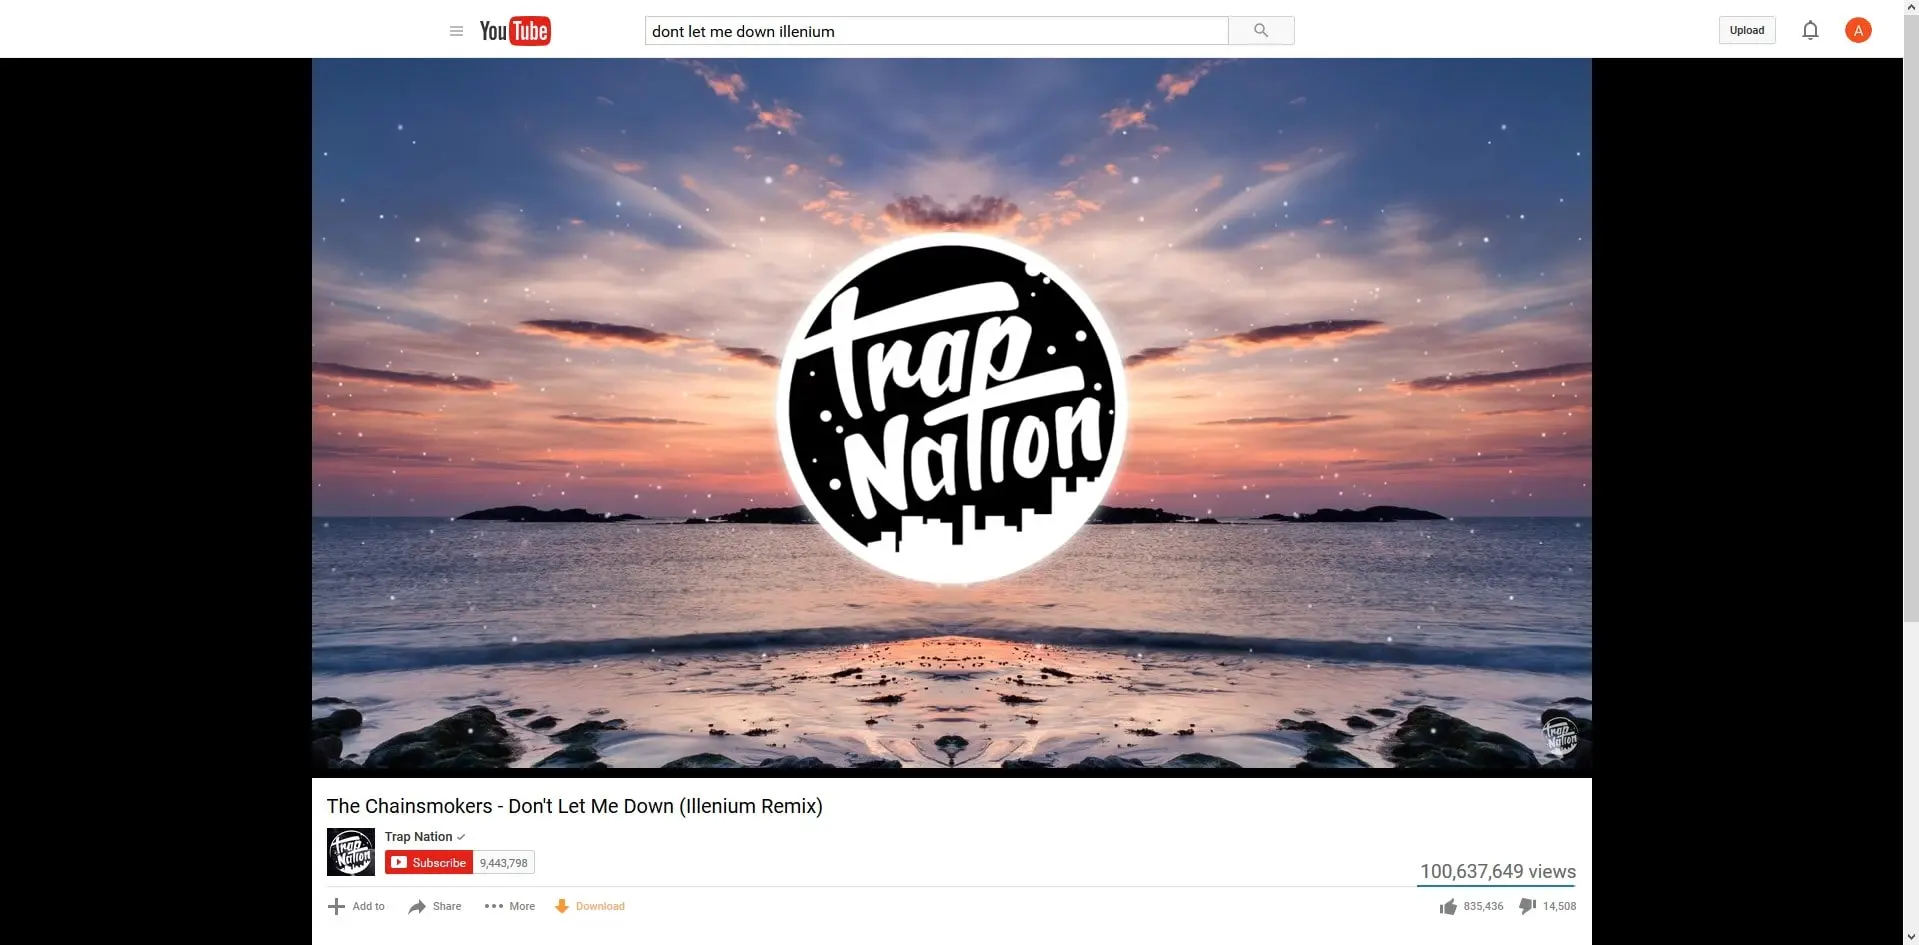 YouTube
dont let me down illenium
Upload
A
Trap
Nation
Trap
Nation
The Chainsmokers - Don't Let Me Down (Illenium Remix)
Trap
Nation
Trap Nation
Subscribe 9,443,798
100,637,649 views
Add to Share More Download
835,436 14,508